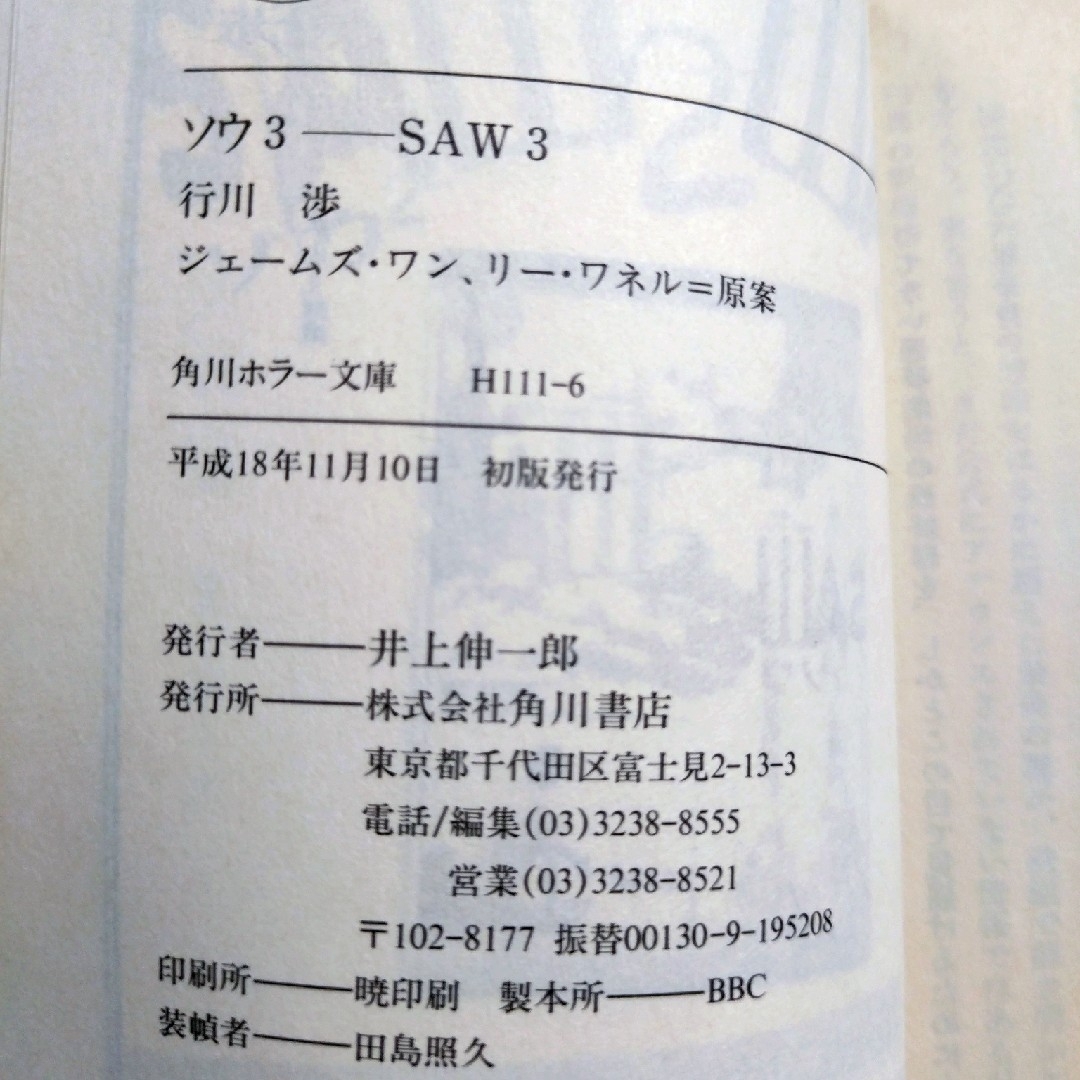 ソウ3──SAW 3
行川 渉
ジェームズ・ワン、リー・ワネル＝原案
角川ホラー文庫 H111-6
平成18年11月10日 初版発行
発行者──井上伸一郎
発行所──株式会社角川書店
東京都千代田区富士見2-13-3
電話/編集(03)3238-8555
営業(03)3238-8521
〒102-8177 振替00130-9-195208
印刷所──暁印刷 製本所──BBC
装幀者──田島照久